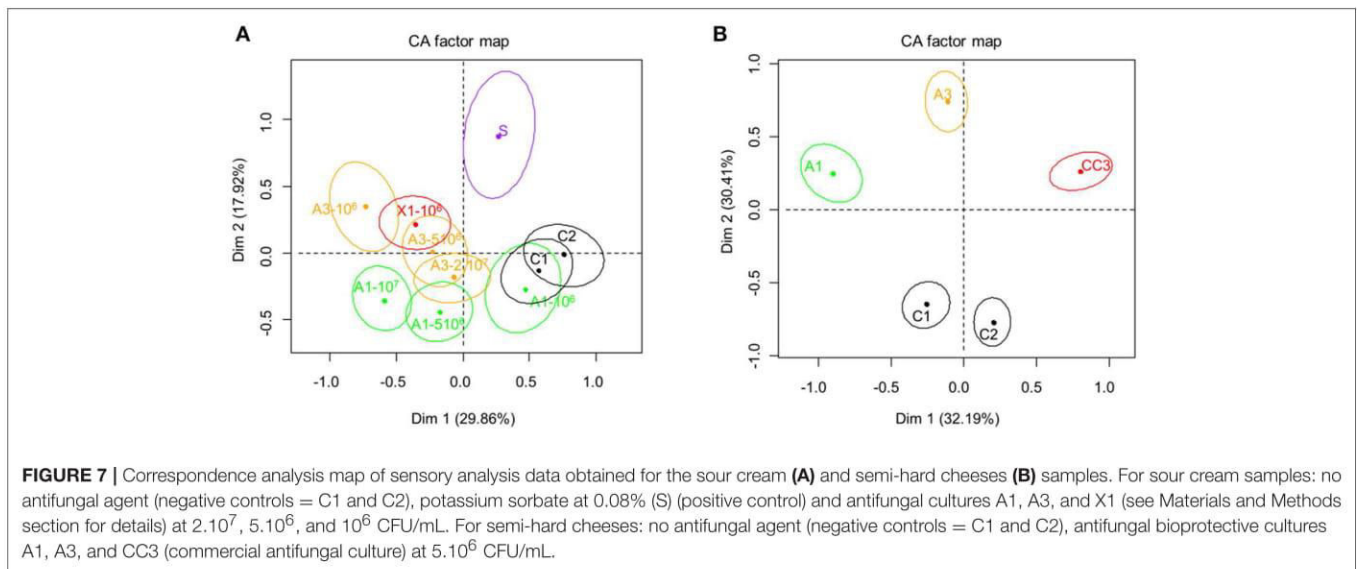 A
CA factor map
Dim 2 (17.92%)
1.0
0.5
0.0
-0.5
S
A3-10⁶
X1-10⁶
A3-510⁶
C2
C1
A3-2.10⁷
A1-10⁷
A1-10⁶
A1-510⁶
-1.0 -0.5 0.0 0.5 1.0
Dim 1 (29.86%)
B
CA factor map
Dim 2 (30.41%)
1.0
0.5
0.0
-0.5
-1.0
A3
A1
CC3
C1
C2
-1.0 -0.5 0.0 0.5 1.0
Dim 1 (32.19%)
FIGURE 7 | Correspondence analysis map of sensory analysis data obtained for the sour cream (A) and semi-hard cheeses (B) samples. For sour cream samples: no
antifungal agent (negative controls = C1 and C2), potassium sorbate at 0.08% (S) (positive control) and antifungal cultures A1, A3, and X1 (see Materials and Methods
section for details) at 2.10⁷, 5.10⁶, and 10⁶ CFU/mL. For semi-hard cheeses: no antifungal agent (negative controls = C1 and C2), antifungal bioprotective cultures
A1, A3, and CC3 (commercial antifungal culture) at 5.10⁶ CFU/mL.